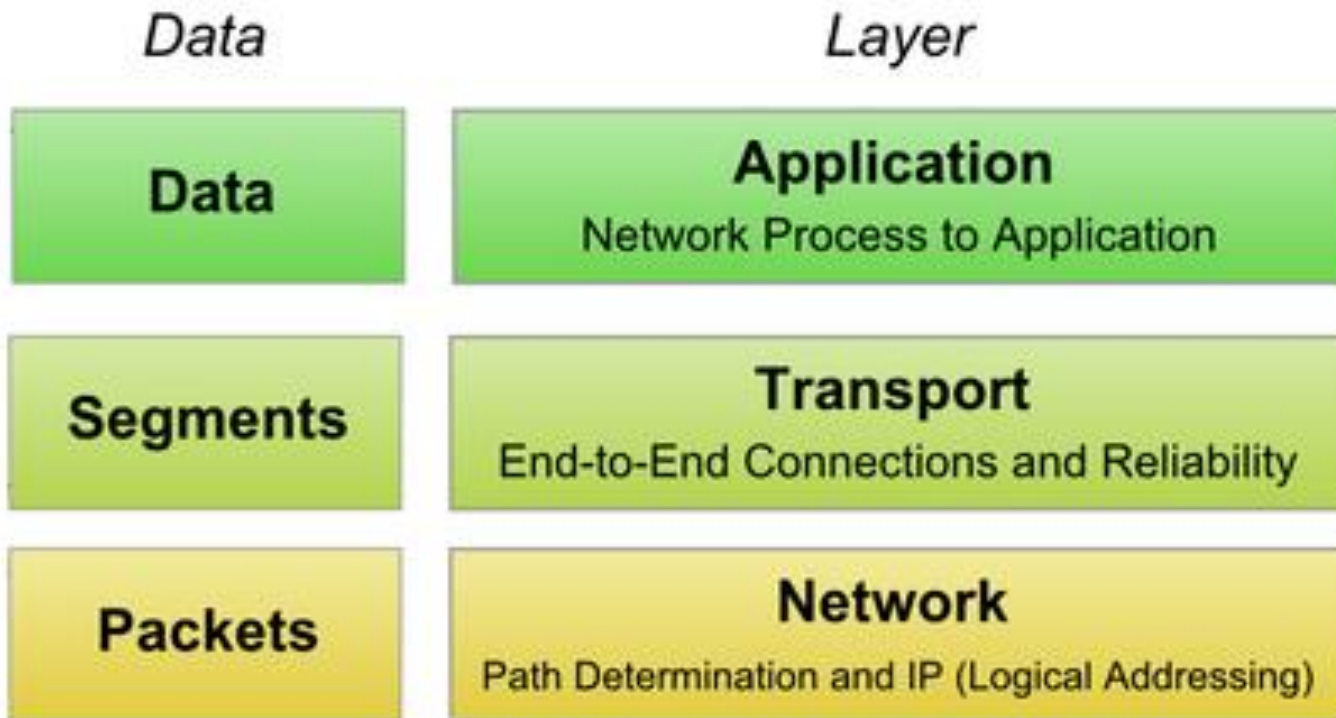 Data Layer
Data
Application
Network Process to Application
Segments
Transport
End-to-End Connections and Reliability
Packets
Network
Path Determination and IP (Logical Addressing)